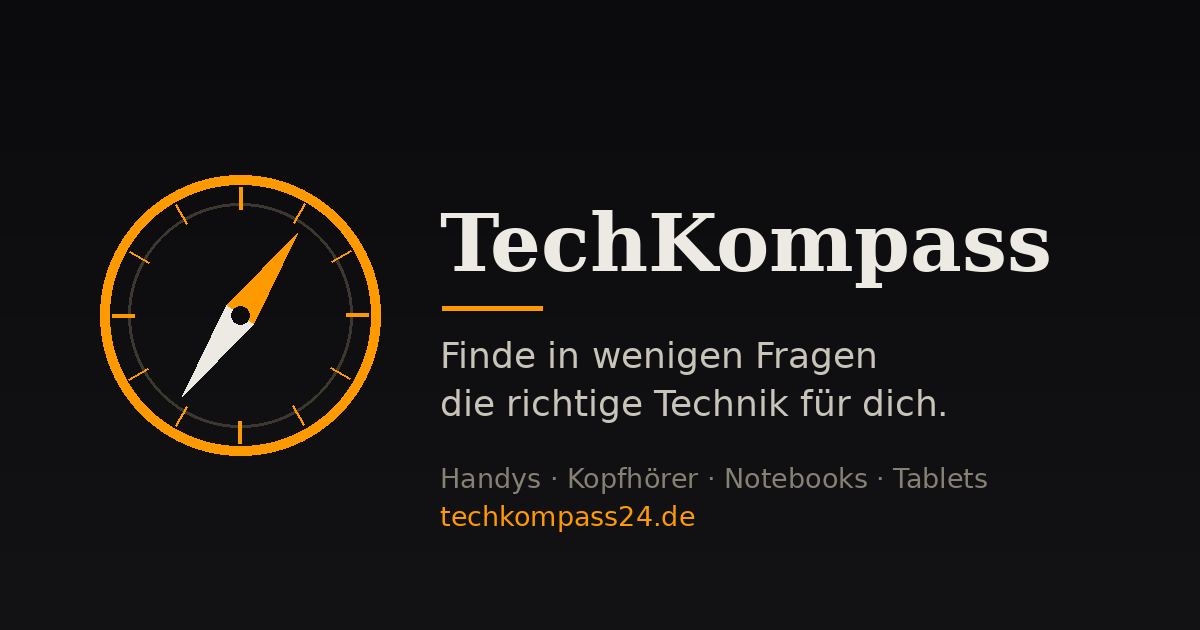 TechKompass
Finde in wenigen Fragen
die richtige Technik für dich.
Handys · Kopfhörer · Notebooks · Tablets
techkompass24.de